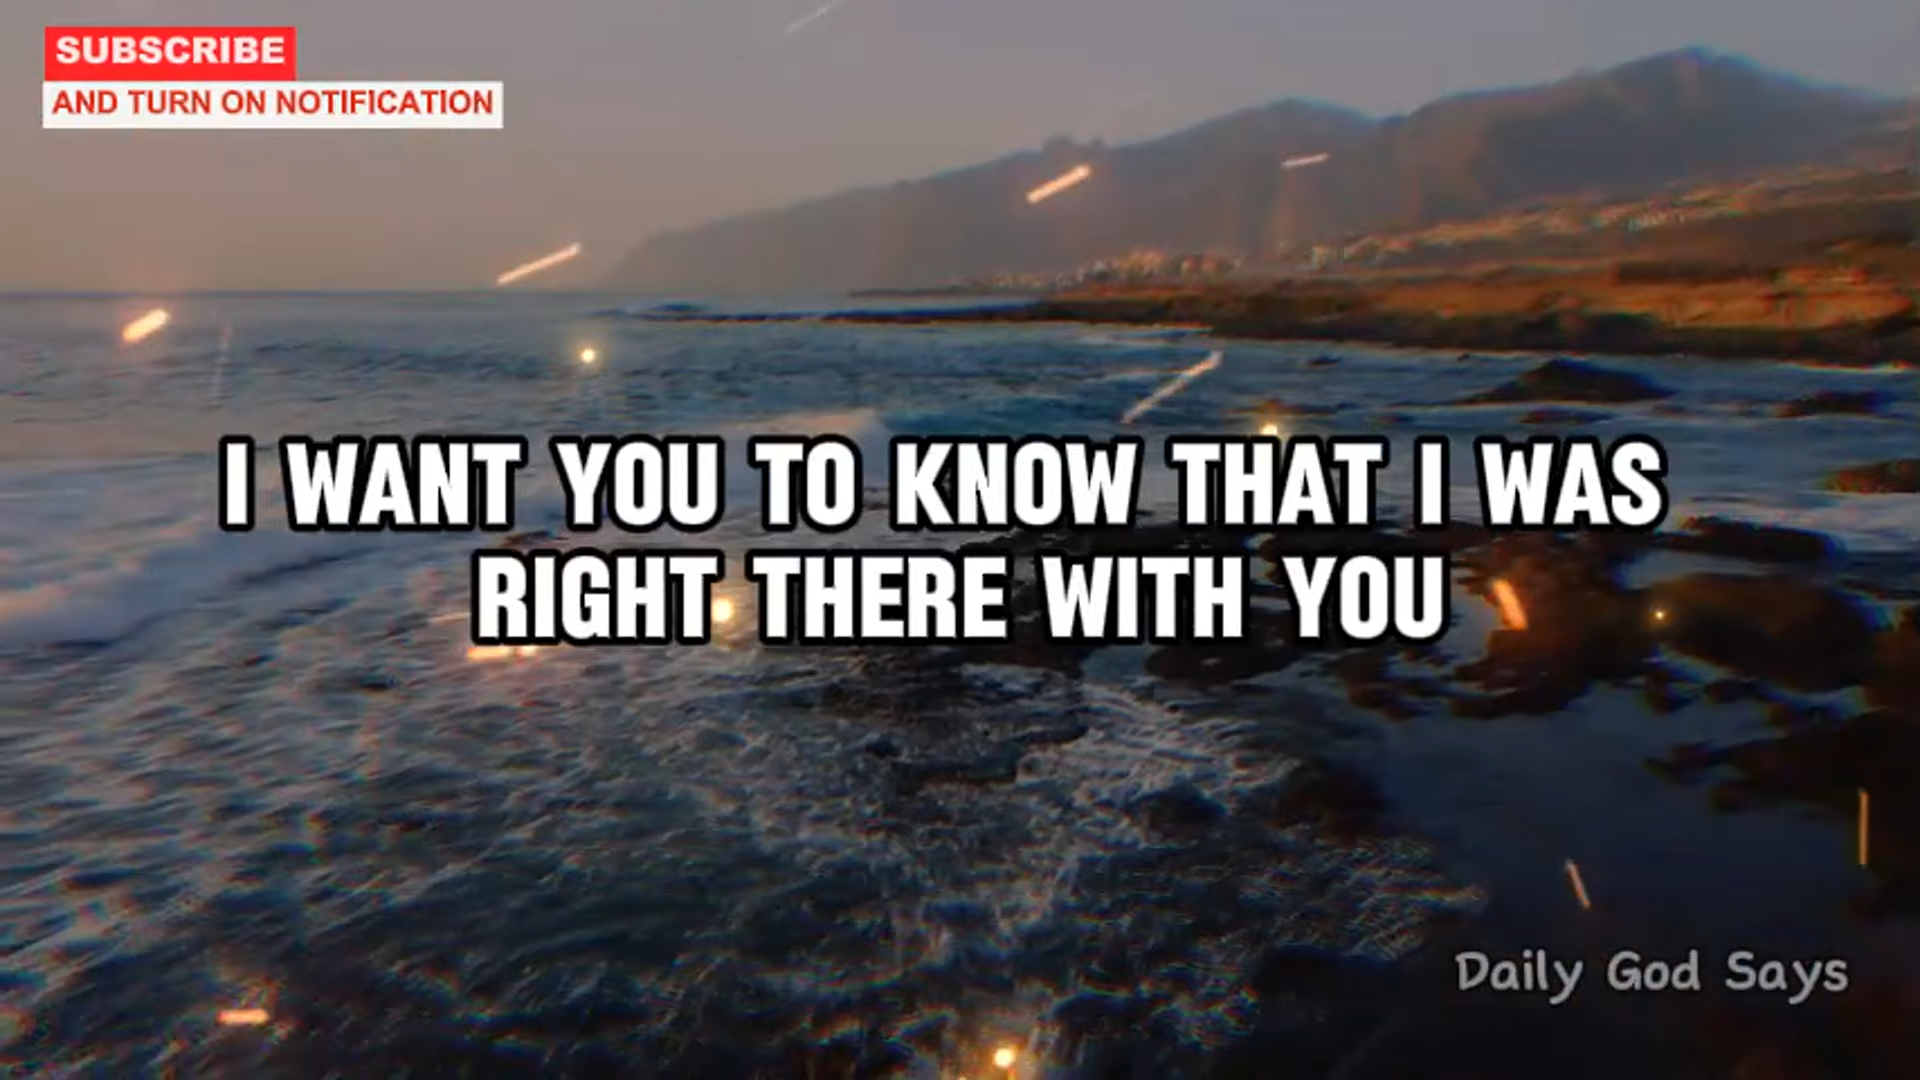 SUBSCRIBE
AND TURN ON NOTIFICATION
I WANT YOU TO KNOW THAT I WAS
RIGHT THERE WITH YOU
Daily God Says